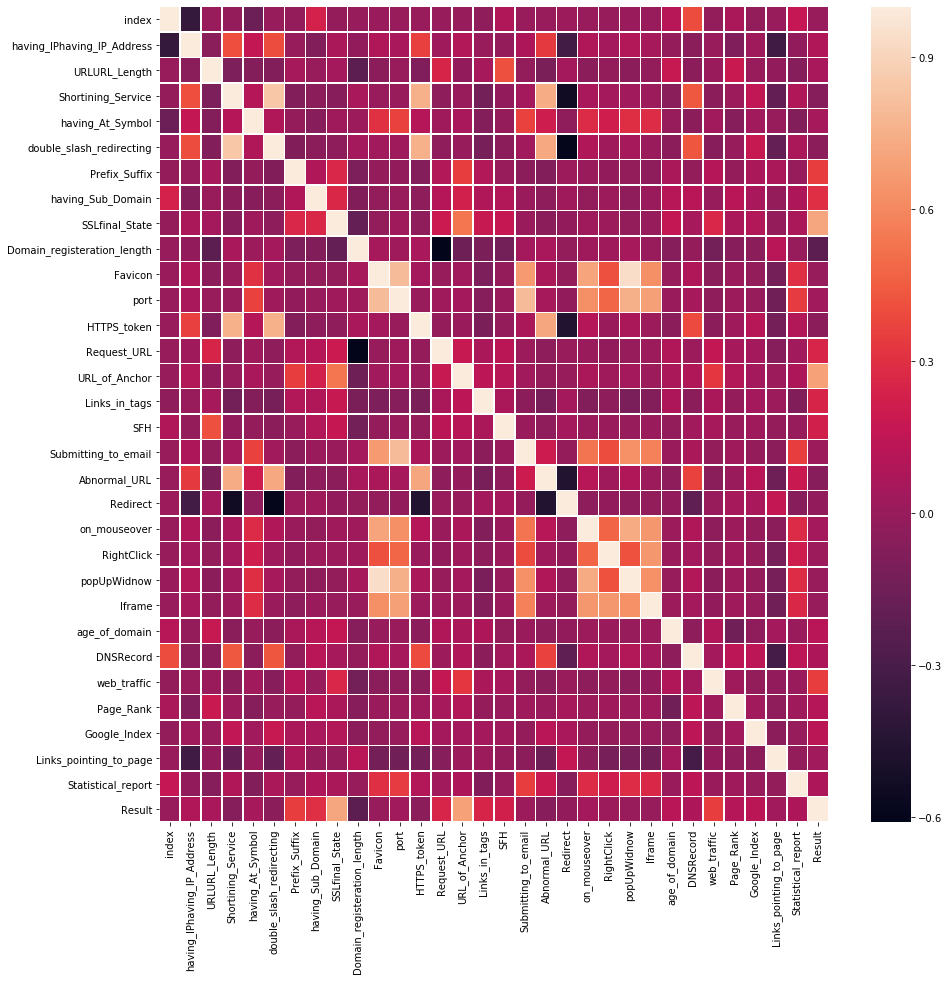 index
having_IPhaving_IP_Address
URLURL_Length
Shortining_Service
having_At_Symbol
double_slash_redirecting
Prefix_Suffix
having_Sub_Domain
SSLfinal_State
Domain_registeration_length
Favicon
port
HTTPS_token
Request_URL
URL_of_Anchor
Links_in_tags
SFH
Submitting_to_email
Abnormal_URL
Redirect
on_mouseover
RightClick
popUpWidnow
Iframe
age_of_domain
DNSRecord
web_traffic
Page_Rank
Google_Index
Links_pointing_to_page
Statistical_report
Result
index
having_IPhaving_IP_Address
URLURL_Length
Shortining_Service
having_At_Symbol
double_slash_redirecting
Prefix_Suffix
having_Sub_Domain
SSLfinal_State
Domain_registeration_length
Favicon
port
HTTPS_token
Request_URL
URL_of_Anchor
Links_in_tags
SFH
Submitting_to_email
Abnormal_URL
Redirect
on_mouseover
RightClick
popUpWidnow
Iframe
age_of_domain
DNSRecord
web_traffic
Page_Rank
Google_Index
Links_pointing_to_page
Statistical_report
Result
0.9
0.6
0.3
0.0
−0.3
−0.6